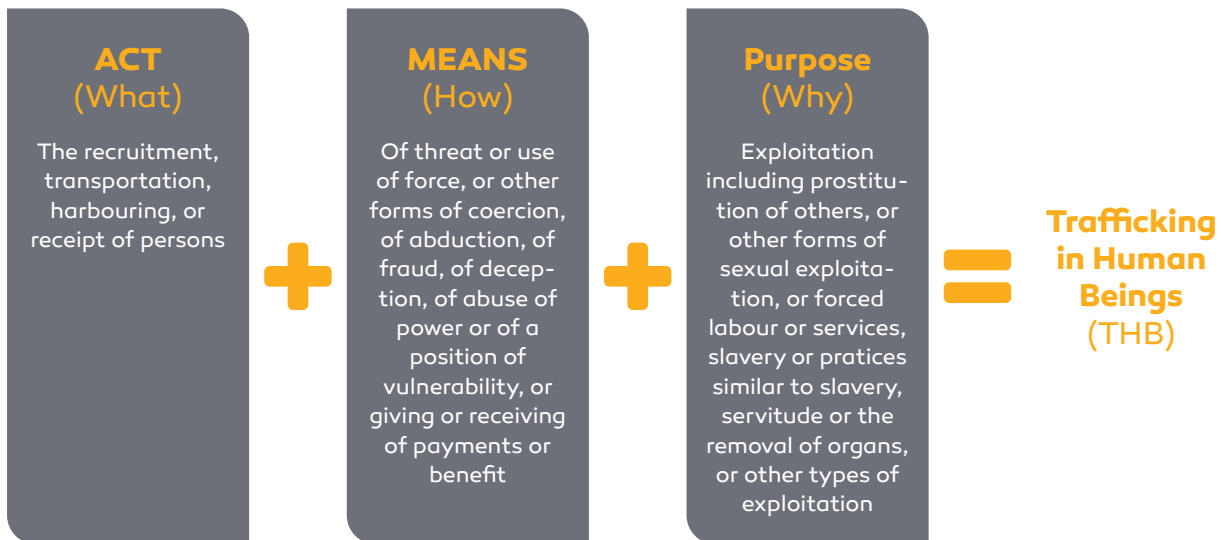 ACT
(What)
The recruitment,
transportation,
harbouring, or
receipt of persons
MEANS
(How)
Of threat or use
of force, or other
forms of coercion,
of abduction, of
fraud, of decep-
tion, of abuse of
power or of a
position of
vulnerability, or
giving or receiving
of payments or
benefit
Purpose
(Why)
Exploitation
including prostitu-
tion of others, or
other forms of
sexual exploita-
tion, or forced
labour or services,
slavery or pratices
similar to slavery,
servitude or the
removal of organs,
or other types of
exploitation
Trafficking
in Human
Beings
(THB)